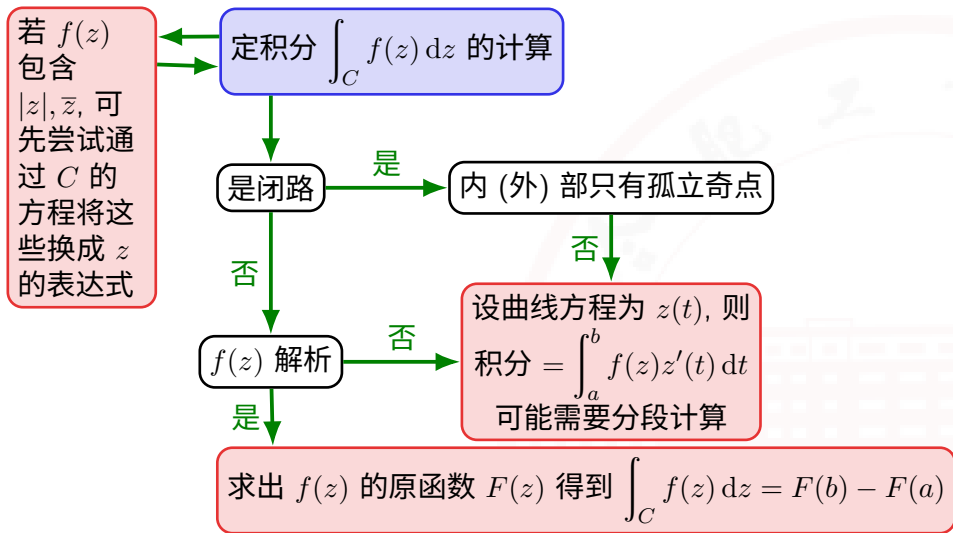 若 f(z)
包含
|z|, z̅, 可
先尝试通
过 C 的
方程将这
些换成 z
的表达式
定积分 ∫_C f(z) dz 的计算
是闭路
是
内 (外) 部只有孤立奇点
否
否
设曲线方程为 z(t), 则
积分 = ∫_a^b f(z)z′(t) dt
可能需要分段计算
f(z) 解析
否
是
求出 f(z) 的原函数 F(z) 得到 ∫_C f(z) dz = F(b) − F(a)